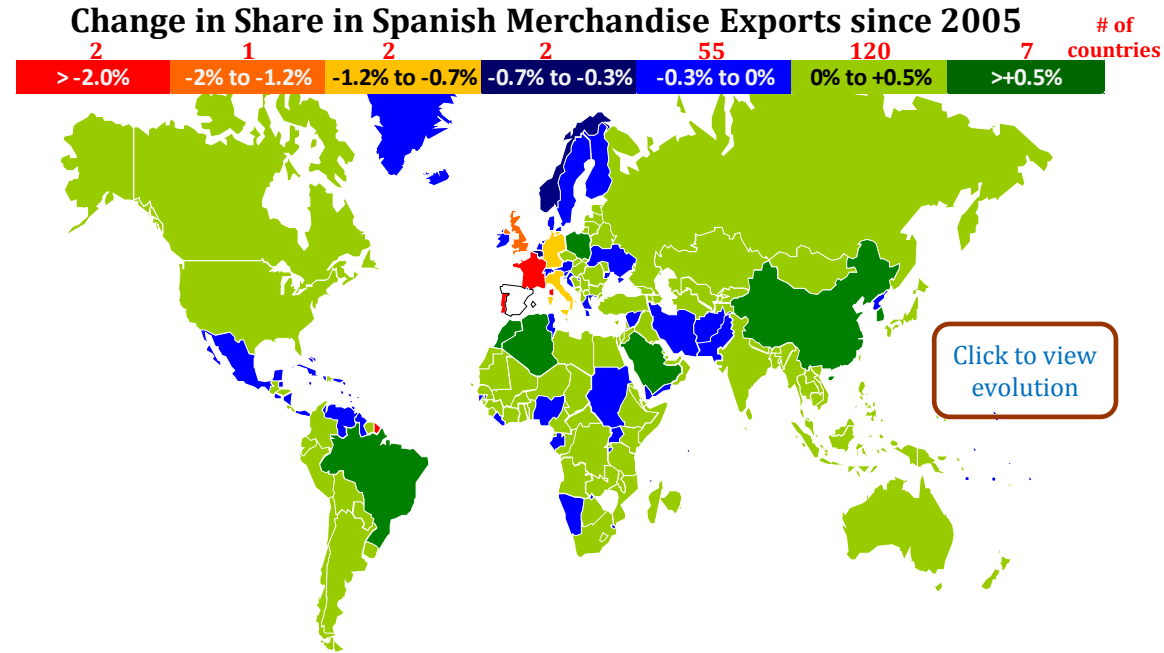 Change in Share in Spanish Merchandise Exports since 2005
# of
countries
2 1 2 2 55 120 7
> -2.0% -2% to -1.2% -1.2% to -0.7% -0.7% to -0.3% -0.3% to 0% 0% to +0.5% >+0.5%
Click to view
evolution